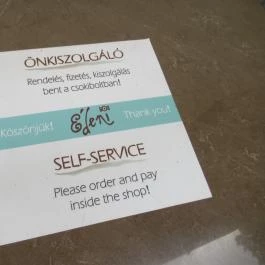 ÖNKISZOLGÁLÓ
Rendelés, fizetés, kiszolgálás
bent a csokiboltban!
Köszönjük! Édeni Thank you!
SELF-SERVICE
Please order and pay
inside the shop!